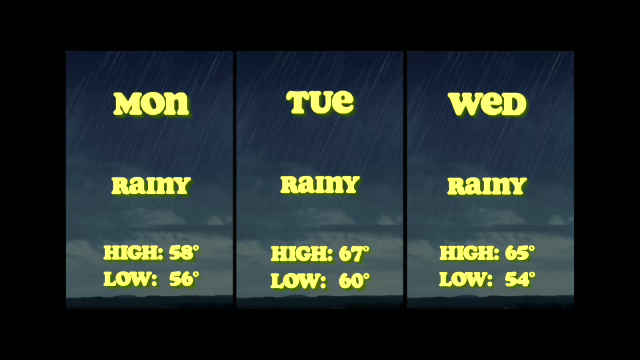 MON
RAINY
HIGH: 58°
LOW: 56°
TUE
RAINY
HIGH: 67°
LOW: 60°
WED
RAINY
HIGH: 65°
LOW: 54°